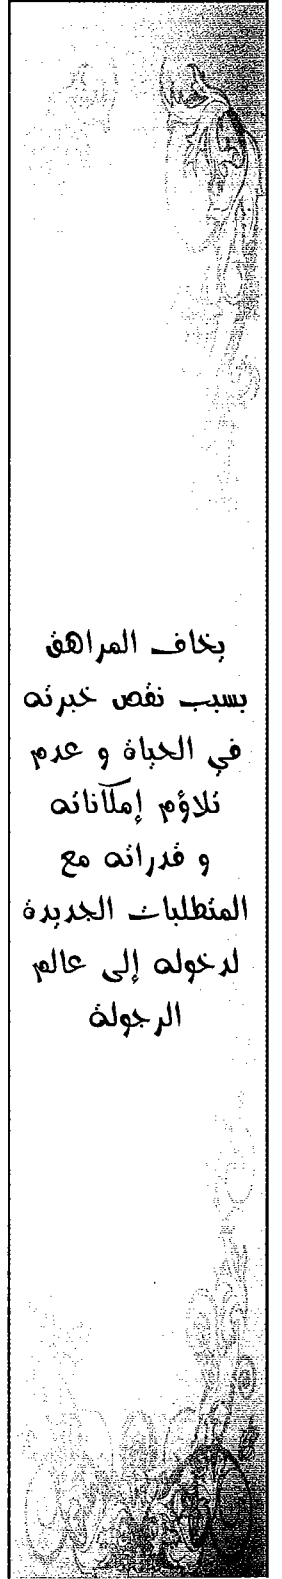 يخاف المراهق
بسبب نقص خبرته
في الحياة و عدم
تلاؤم إمكاناته
و قدراته مع
المتطلبات الجديدة
لدخوله إلى عالم
الرجولة